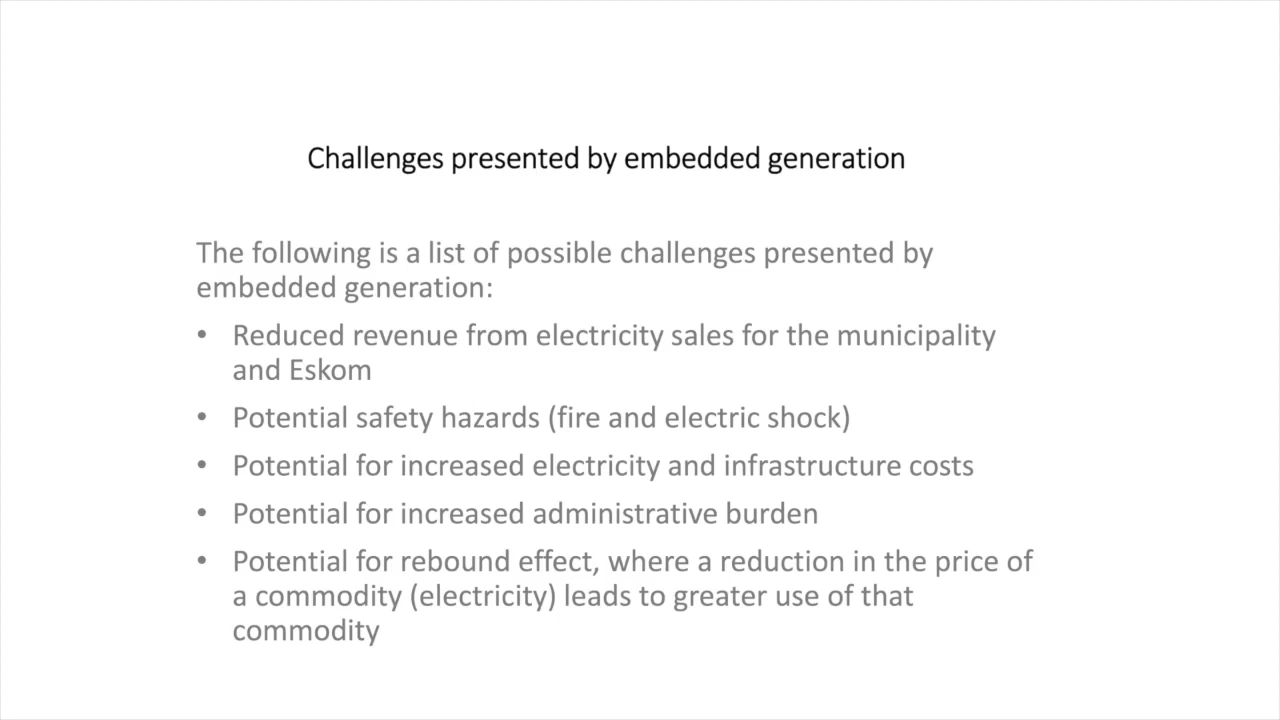 Challenges presented by embedded generation
The following is a list of possible challenges presented by
embedded generation:
• Reduced revenue from electricity sales for the municipality
and Eskom
• Potential safety hazards (fire and electric shock)
• Potential for increased electricity and infrastructure costs
• Potential for increased administrative burden
• Potential for rebound effect, where a reduction in the price of
a commodity (electricity) leads to greater use of that
commodity